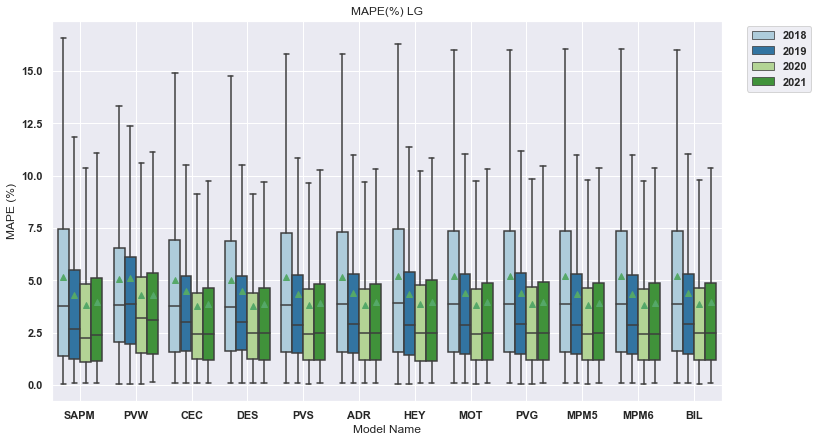 MAPE(%) LG
2018
2019
2020
2021
MAPE (%)
15.0
12.5
10.0
7.5
5.0
2.5
0.0
SAPM PVW CEC DES PVS ADR HEY MOT PVG MPM5 MPM6 BIL
Model Name